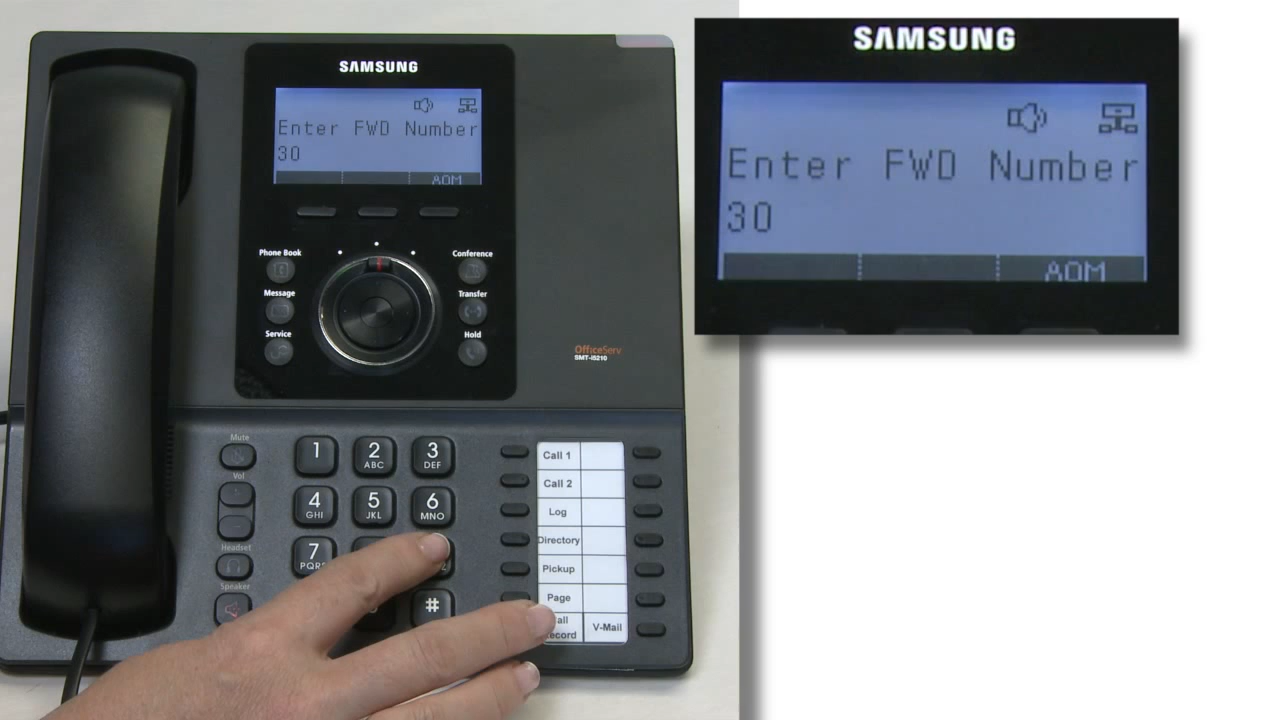 SAMSUNG
Enter FWD Number
30
AOM
Phone Book
Conference
Message
Transfer
Service
Hold
OfficeServ
SMT-i5210
Mute
Vol
Headset
Speaker
1
2
ABC
3
DEF
4
GHI
5
JKL
6
MNO
7
PQR
#
Call 1
Call 2
Log
Directory
Pickup
Page
V-Mail
SAMSUNG
Enter FWD Number
30
AOM